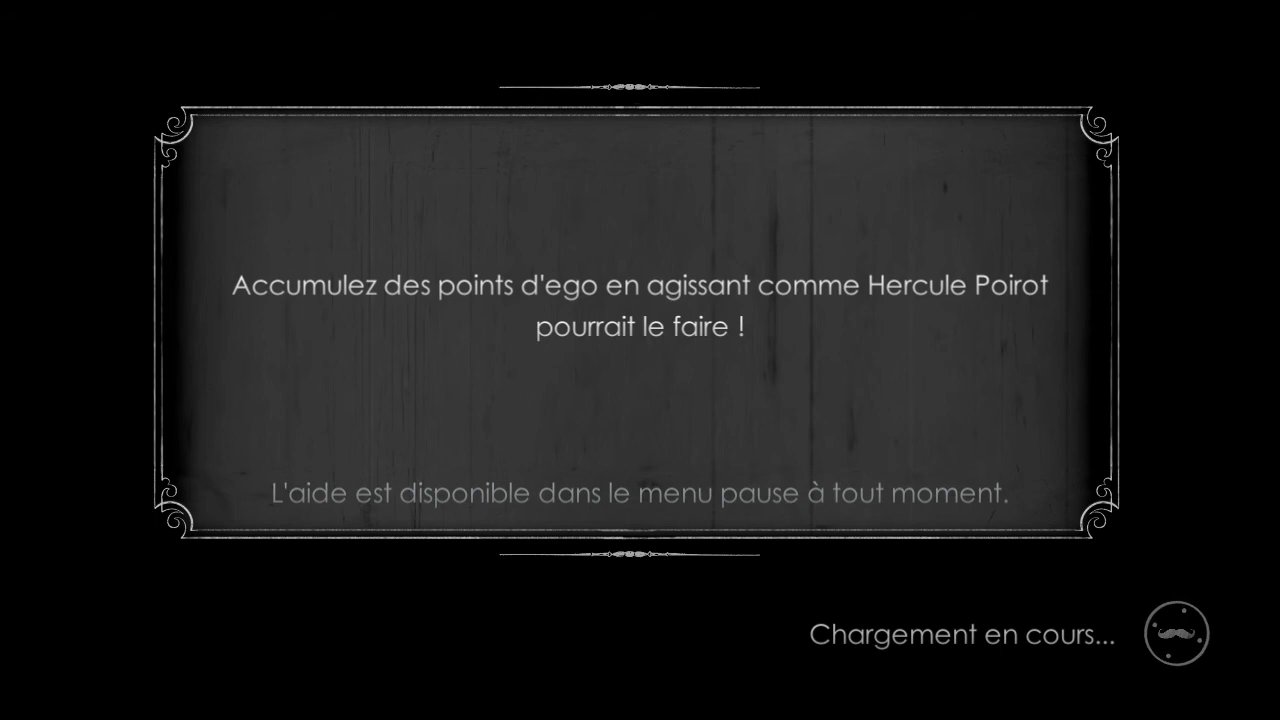 Accumulez des points d'ego en agissant comme Hercule Poirot
pourrait le faire !
L'aide est disponible dans le menu pause à tout moment.
Chargement en cours...